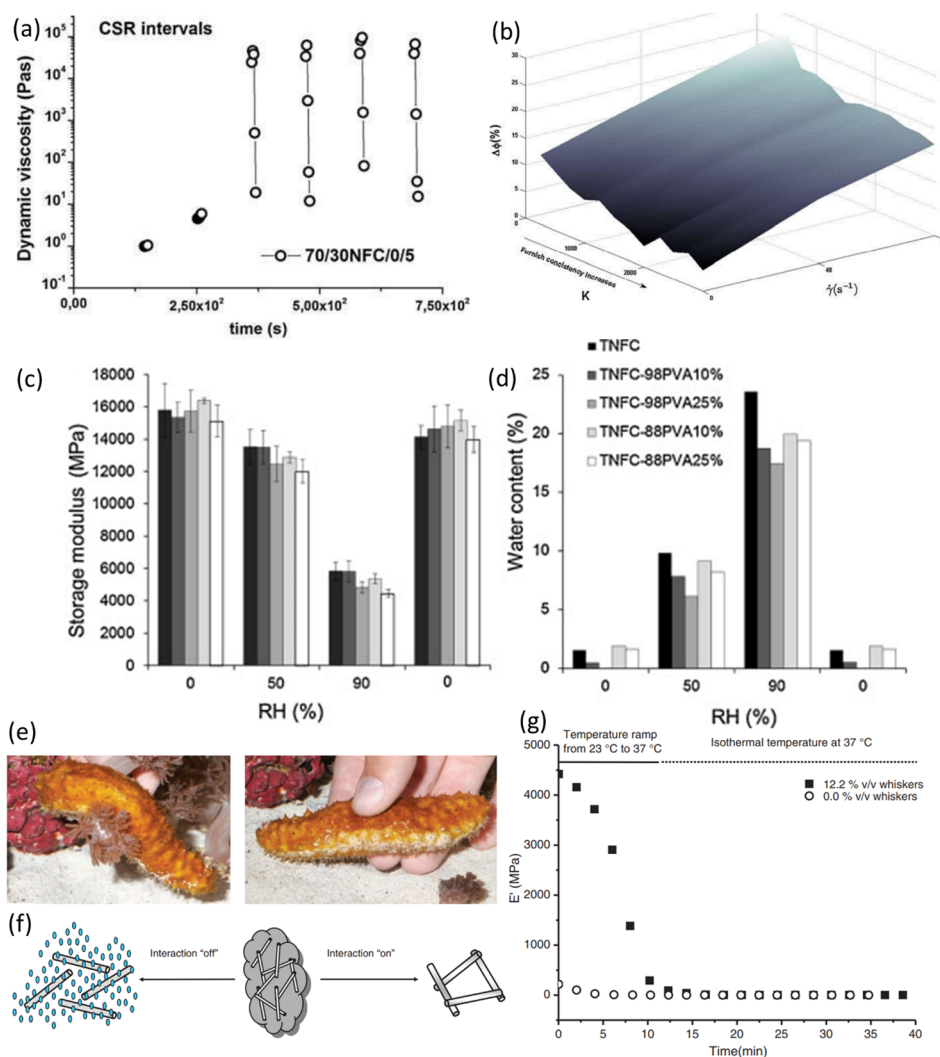 (a)
CSR intervals
Dynamic viscosity (Pas)
10⁵
10⁴
10³
10²
10¹
10⁰
10⁻¹
70/30NFC/0/5
0,00
2,50x10²
5,00x10²
7,50x10²
time (s)
(b)
Δϕ(%)
30
25
20
15
10
5
0
0
1000
2000
Furnish consistency increases
K
0
40
γ̇(s⁻¹)
(c)
Storage modulus (MPa)
18000
16000
14000
12000
10000
8000
6000
4000
2000
0
0
50
90
0
RH (%)
(d)
TNFC
TNFC-98PVA10%
TNFC-98PVA25%
TNFC-88PVA10%
TNFC-88PVA25%
Water content (%)
25
20
15
10
5
0
0
50
90
0
RH (%)
(e)
(f)
Interaction "off"
Interaction "on"
(g)
Temperature ramp
from 23 °C to 37 °C
Isothermal temperature at 37 °C
12.2 % v/v whiskers
0.0 % v/v whiskers
E' (MPa)
5000
4000
3000
2000
1000
0
0
5
10
15
20
25
30
35
40
Time(min)